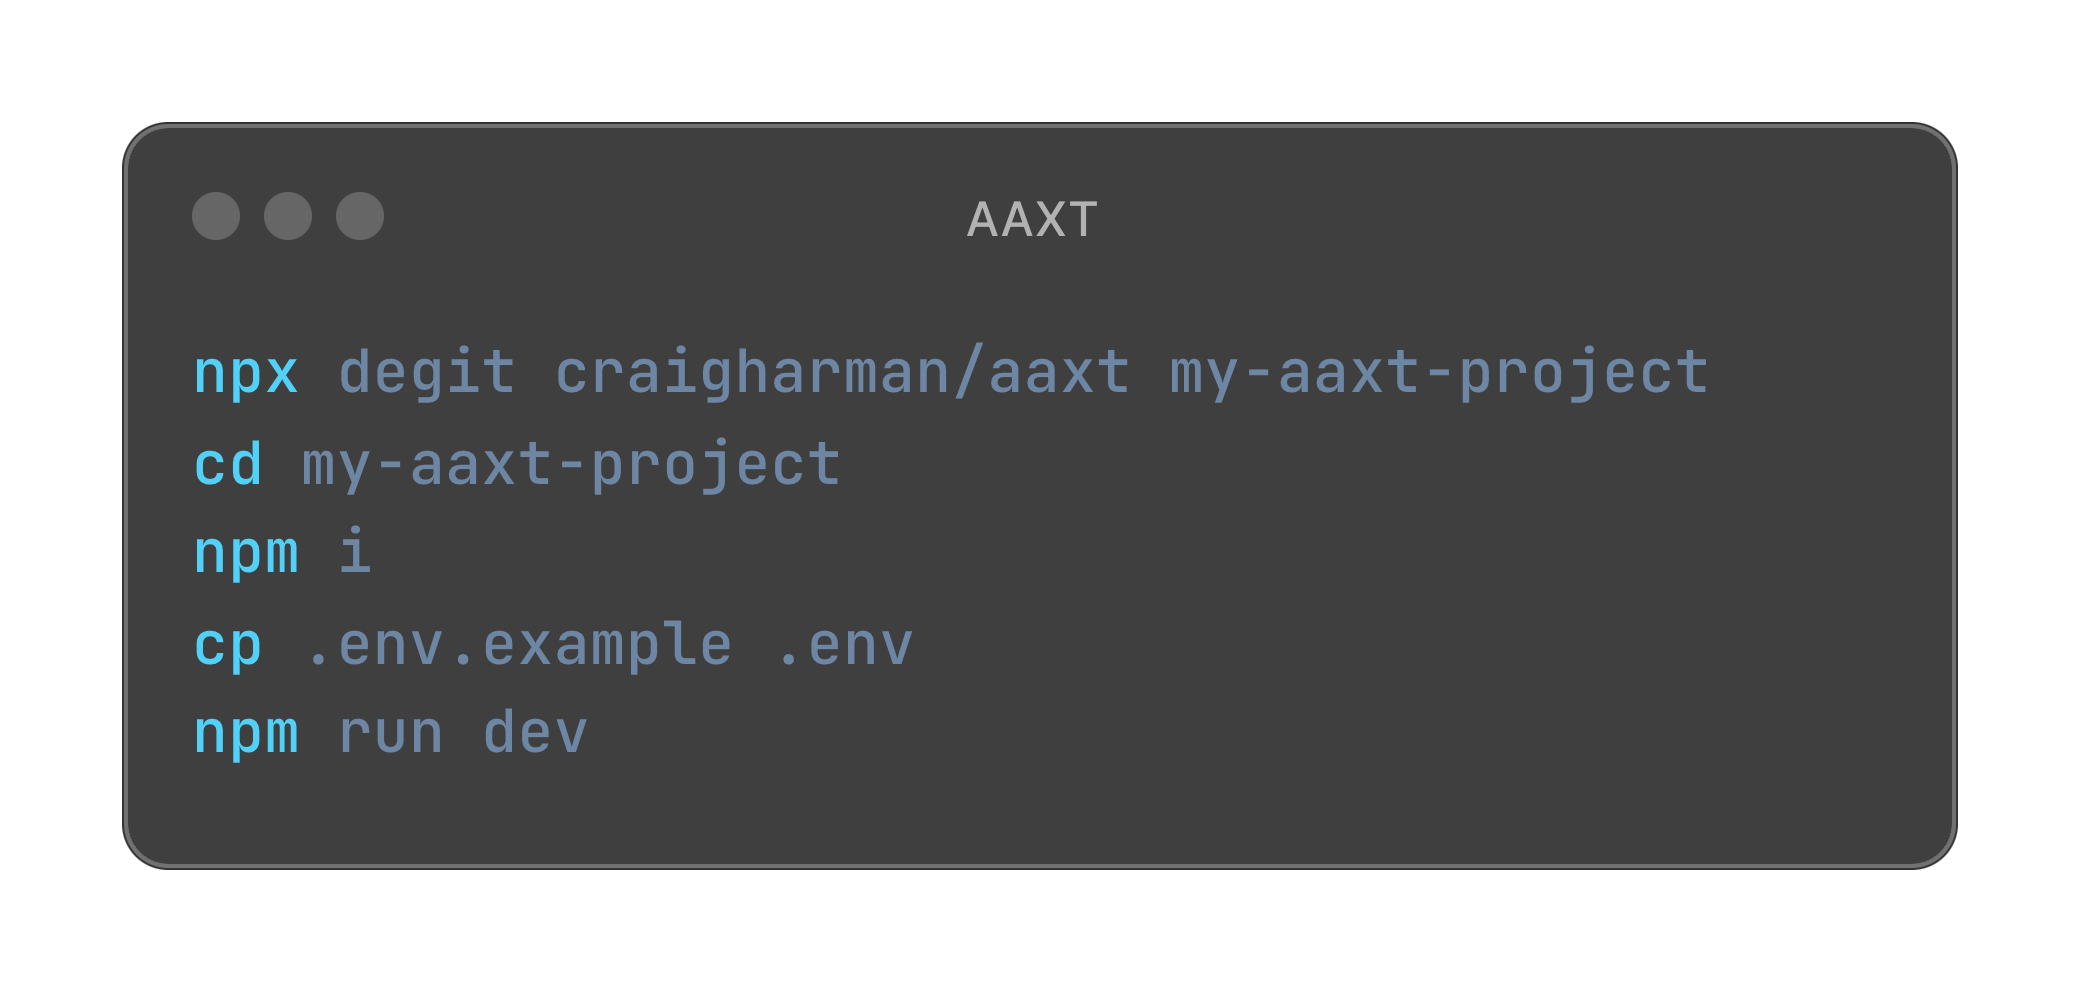 AAXT
npx degit craigharman/aaxt my-aaxt-project
cd my-aaxt-project
npm i
cp .env.example .env
npm run dev